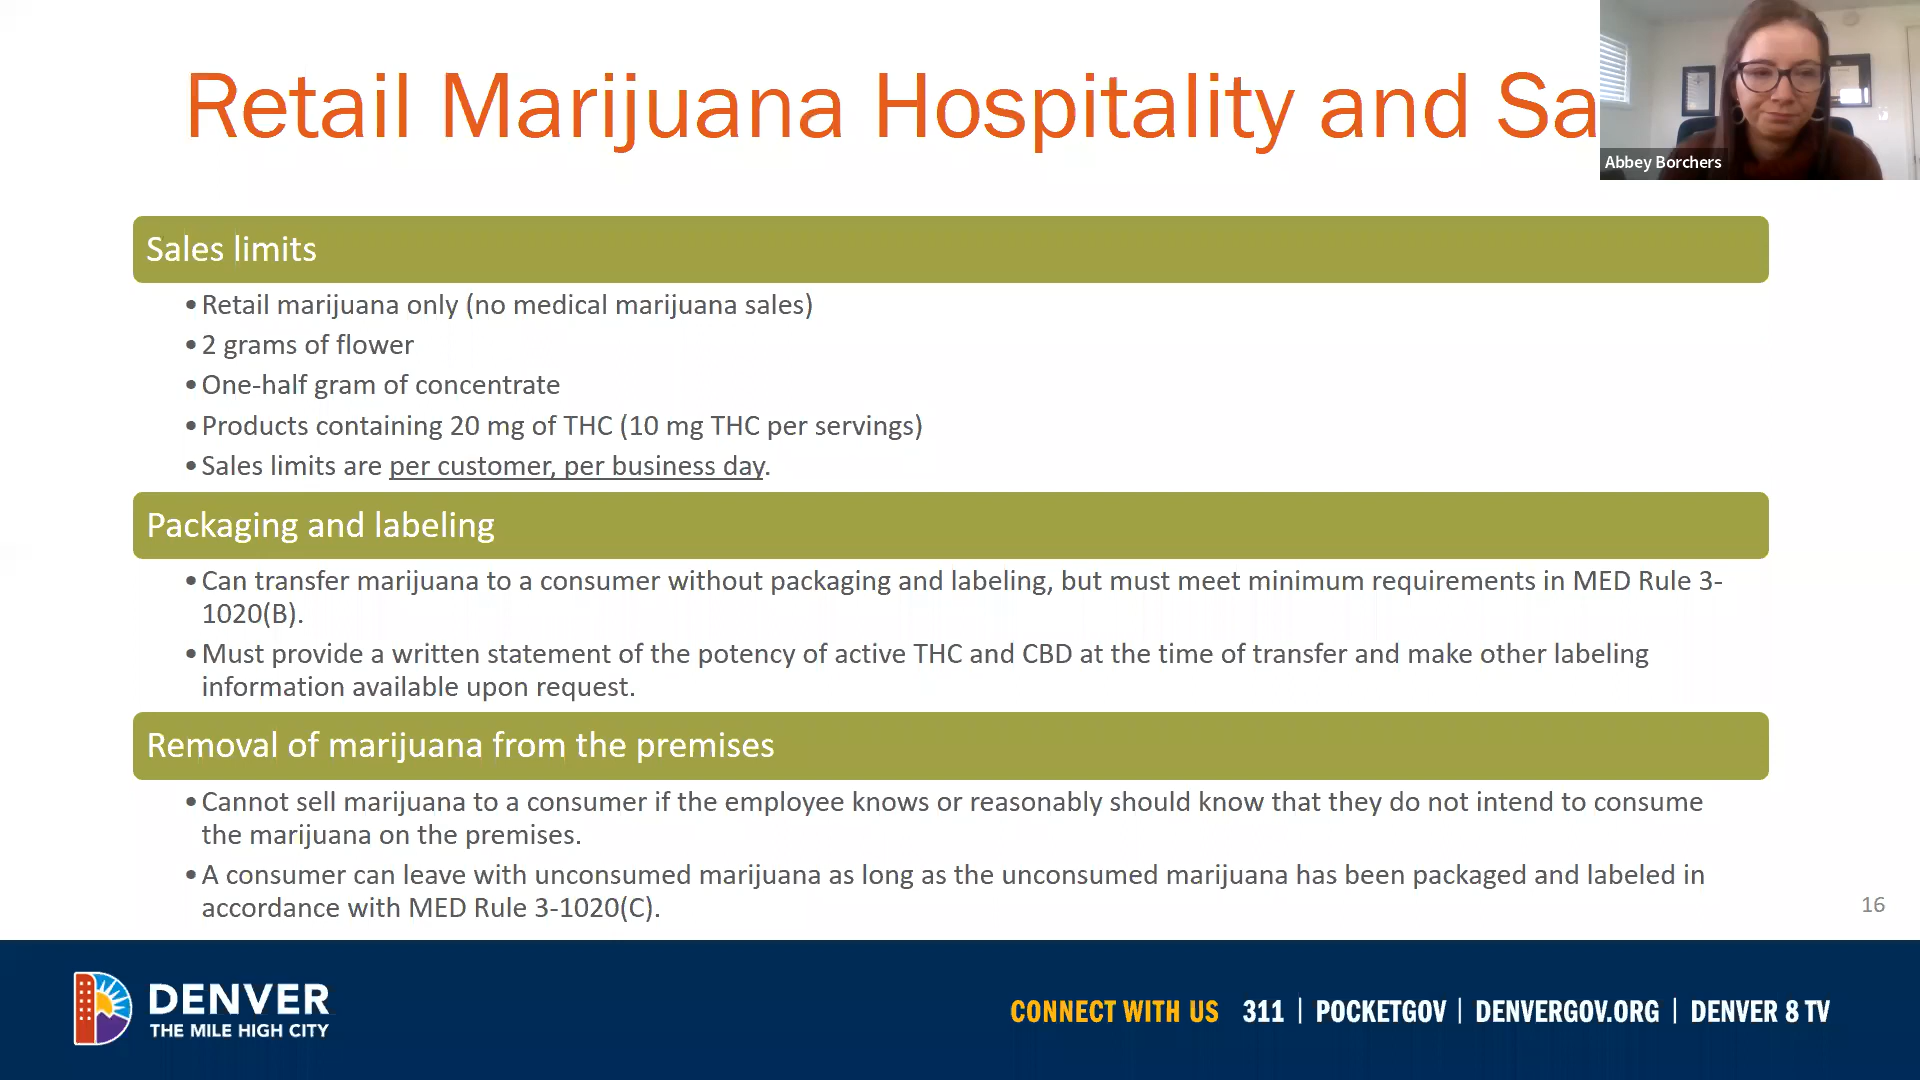 Retail Marijuana Hospitality and Sa
Abbey Borchers
Sales limits
•Retail marijuana only (no medical marijuana sales)
•2 grams of flower
•One-half gram of concentrate
•Products containing 20 mg of THC (10 mg THC per servings)
•Sales limits are per customer, per business day.
Packaging and labeling
•Can transfer marijuana to a consumer without packaging and labeling, but must meet minimum requirements in MED Rule 3-
1020(B).
•Must provide a written statement of the potency of active THC and CBD at the time of transfer and make other labeling
information available upon request.
Removal of marijuana from the premises
•Cannot sell marijuana to a consumer if the employee knows or reasonably should know that they do not intend to consume
the marijuana on the premises.
•A consumer can leave with unconsumed marijuana as long as the unconsumed marijuana has been packaged and labeled in
accordance with MED Rule 3-1020(C).
16
DENVER
THE MILE HIGH CITY
CONNECT WITH US 311 | POCKETGOV | DENVERGOV.ORG | DENVER 8 TV